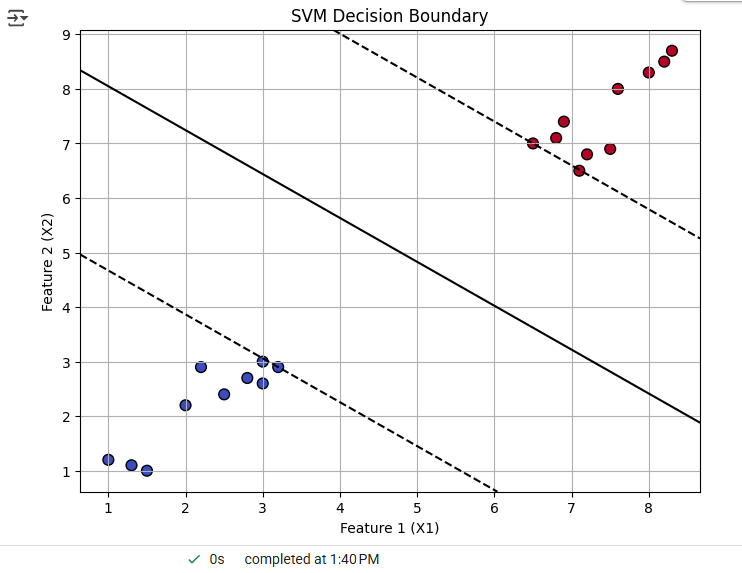 SVM Decision Boundary
9
8
7
6
5
4
3
2
1
Feature 2 (X2)
1 2 3 4 5 6 7 8
Feature 1 (X1)
0s completed at 1:40 PM